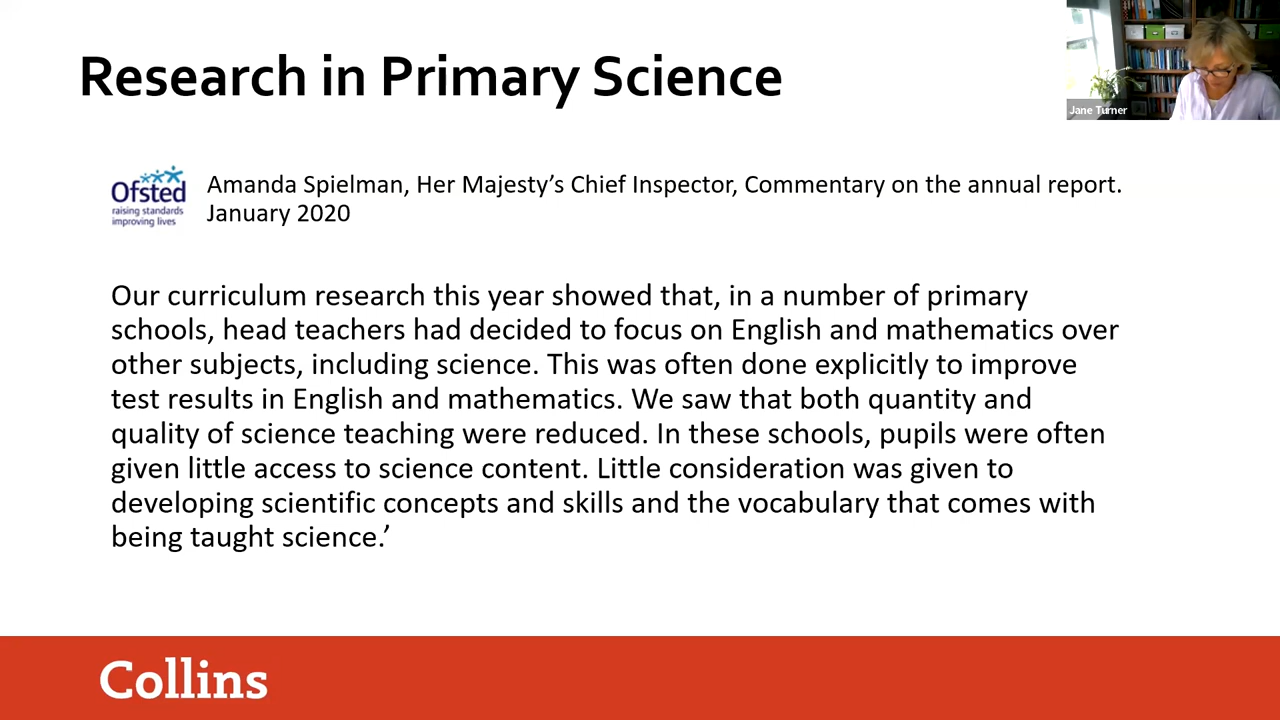 Research in Primary Science
Jane Turner
Ofsted
raising standards
improving lives
Amanda Spielman, Her Majesty’s Chief Inspector, Commentary on the annual report.
January 2020
Our curriculum research this year showed that, in a number of primary
schools, head teachers had decided to focus on English and mathematics over
other subjects, including science. This was often done explicitly to improve
test results in English and mathematics. We saw that both quantity and
quality of science teaching were reduced. In these schools, pupils were often
given little access to science content. Little consideration was given to
developing scientific concepts and skills and the vocabulary that comes with
being taught science.’
Collins